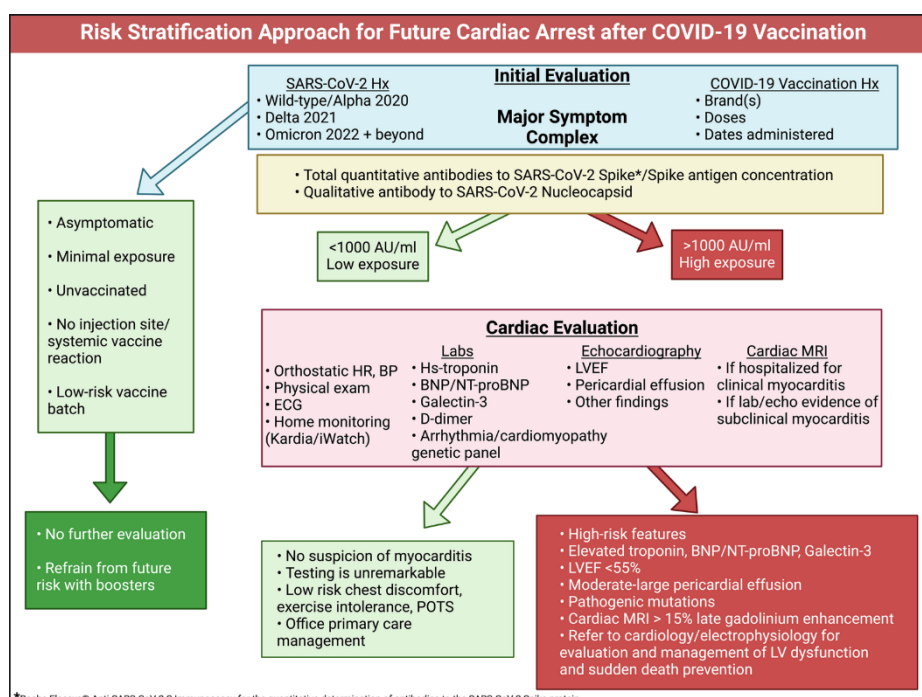 Risk Stratification Approach for Future Cardiac Arrest after COVID-19 Vaccination
SARS-CoV-2 Hx
• Wild-type/Alpha 2020
• Delta 2021
• Omicron 2022 + beyond
Initial Evaluation
Major Symptom
Complex
COVID-19 Vaccination Hx
• Brand(s)
• Doses
• Dates administered
• Total quantitative antibodies to SARS-CoV-2 Spike*/Spike antigen concentration
• Qualitative antibody to SARS-CoV-2 Nucleocapsid
• Asymptomatic
• Minimal exposure
• Unvaccinated
• No injection site/
systemic vaccine
reaction
• Low-risk vaccine
batch
<1000 AU/ml
Low exposure
>1000 AU/ml
High exposure
Cardiac Evaluation
• Orthostatic HR, BP
• Physical exam
• ECG
• Home monitoring
(Kardia/iWatch)
Labs
• Hs-troponin
• BNP/NT-proBNP
• Galectin-3
• D-dimer
• Arrhythmia/cardiomyopathy
genetic panel
Echocardiography
• LVEF
• Pericardial effusion
• Other findings
Cardiac MRI
• If hospitalized for
clinical myocarditis
• If lab/echo evidence of
subclinical myocarditis
• No further evaluation
• Refrain from future
risk with boosters
• No suspicion of myocarditis
• Testing is unremarkable
• Low risk chest discomfort,
exercise intolerance, POTS
• Office primary care
management
• High-risk features
• Elevated troponin, BNP/NT-proBNP, Galectin-3
• LVEF <55%
• Moderate-large pericardial effusion
• Pathogenic mutations
• Cardiac MRI > 15% late gadolinium enhancement
• Refer to cardiology/electrophysiology for
evaluation and management of LV dysfunction
and sudden death prevention